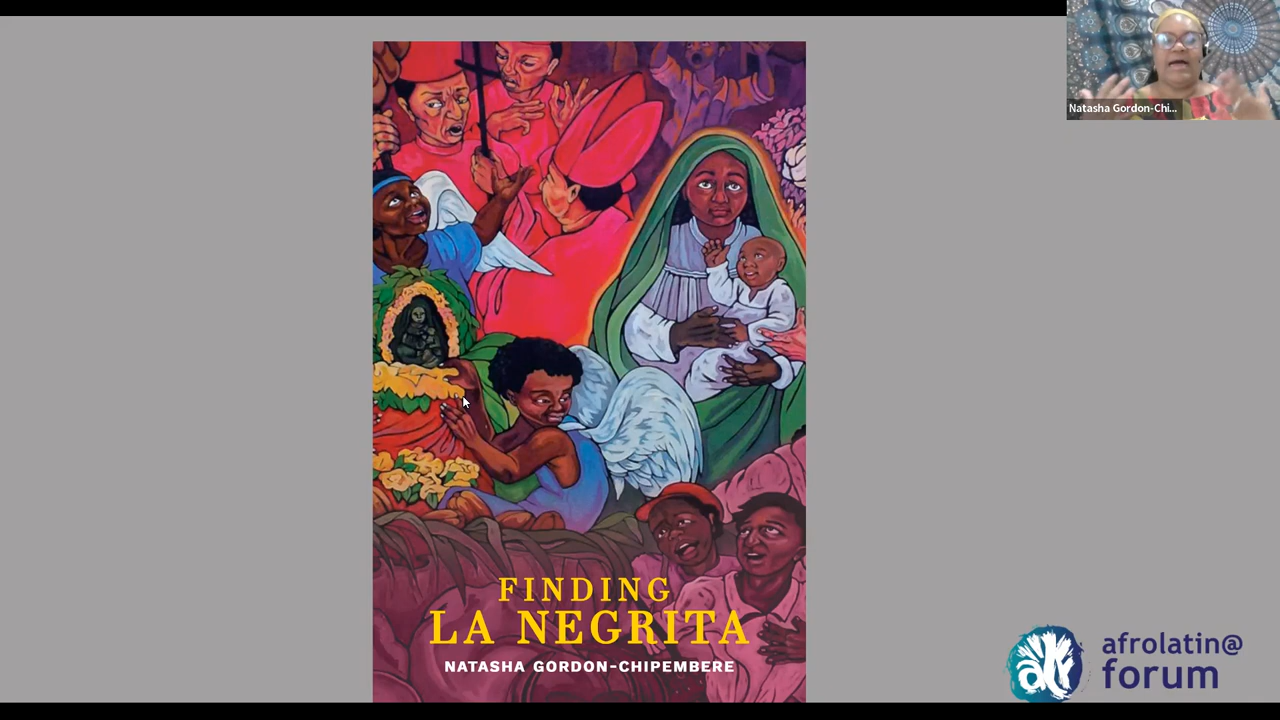 Natasha Gordon-Chi...
FINDING
LA NEGRITA
NATASHA GORDON-CHIPEMBERE
afrolatin@
forum